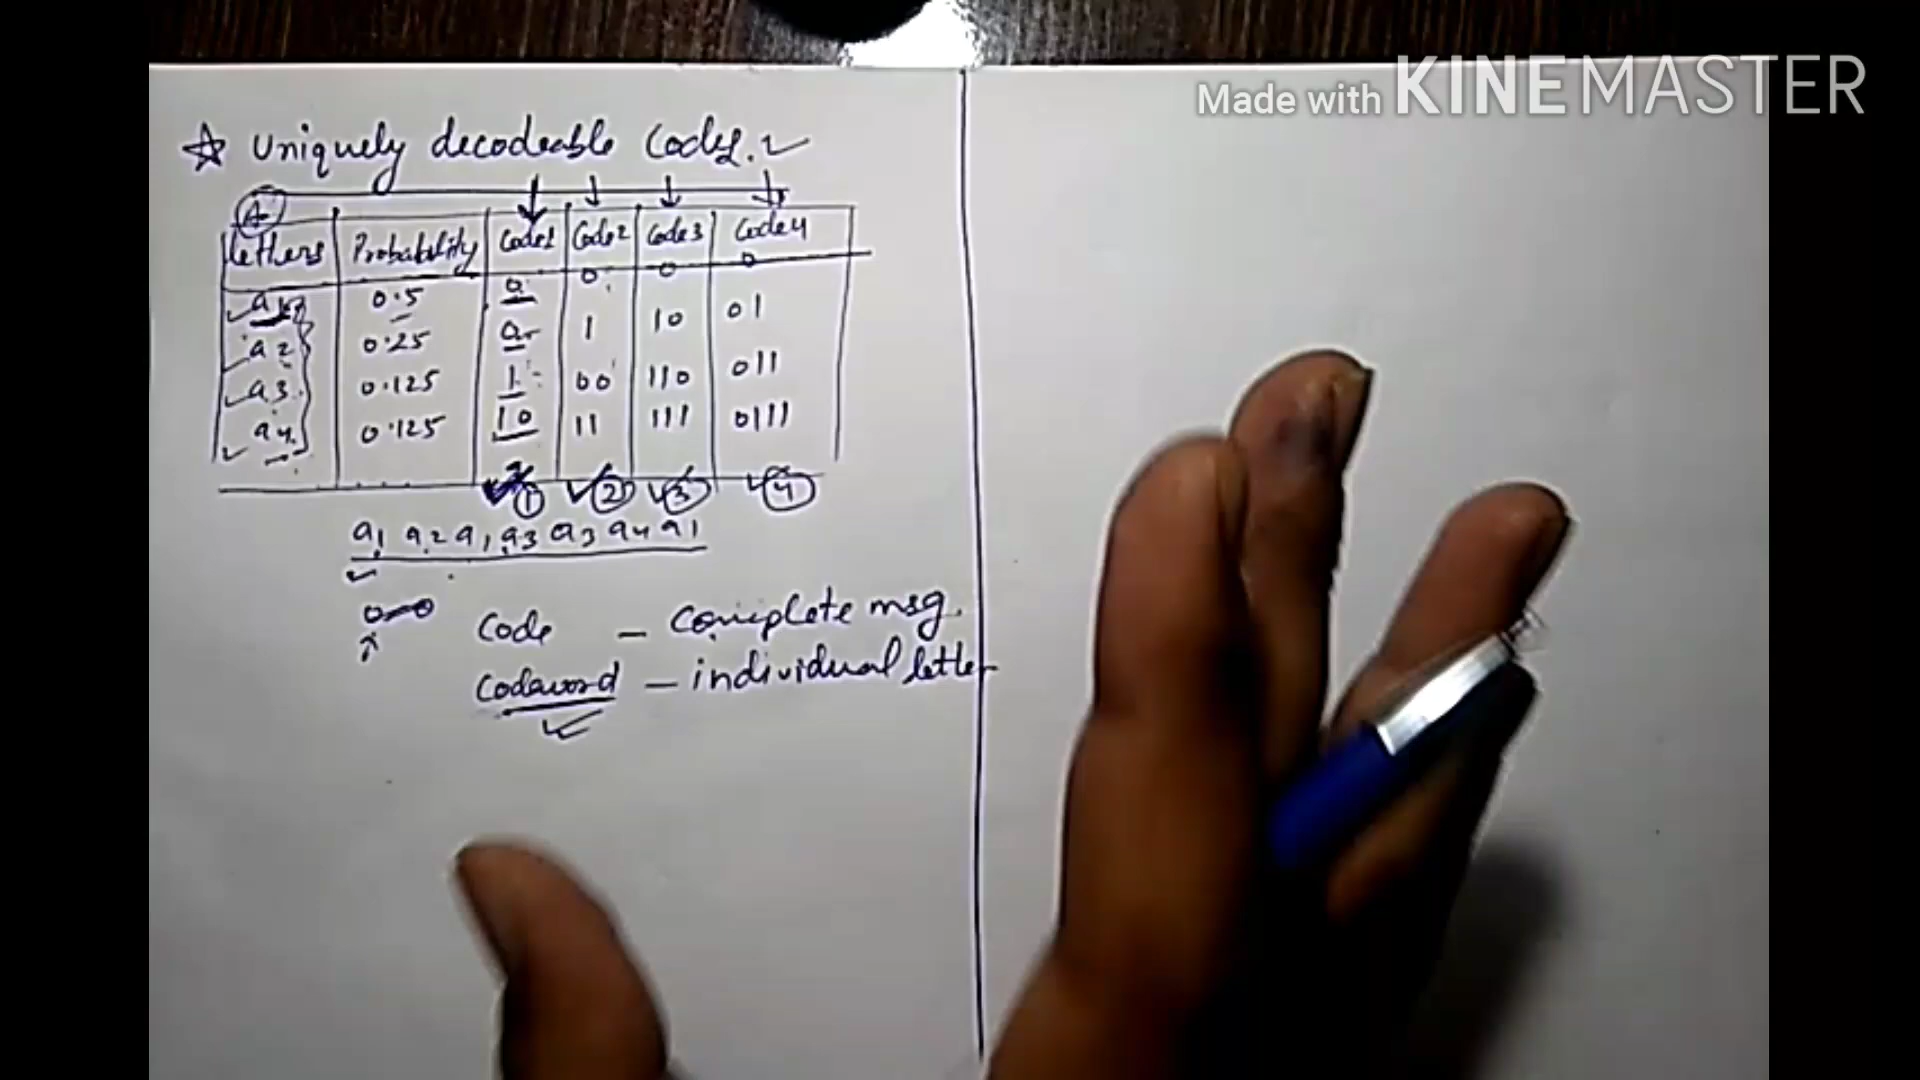 Made with KINEMASTER
☆ Uniquely decodeable Codes.
A
letters Probability Code1 Code2 Code3 Code4
a1 0.5 0 0 0 0
a2 0.25 0 1 10 01
a3 0.125 1 00 110 011
a4 0.125 10 11 111 0111
1 2 3 4
a1 a2 a1 a3 a3 a4 a1
Code - Complete msg.
Codeword - individual letter